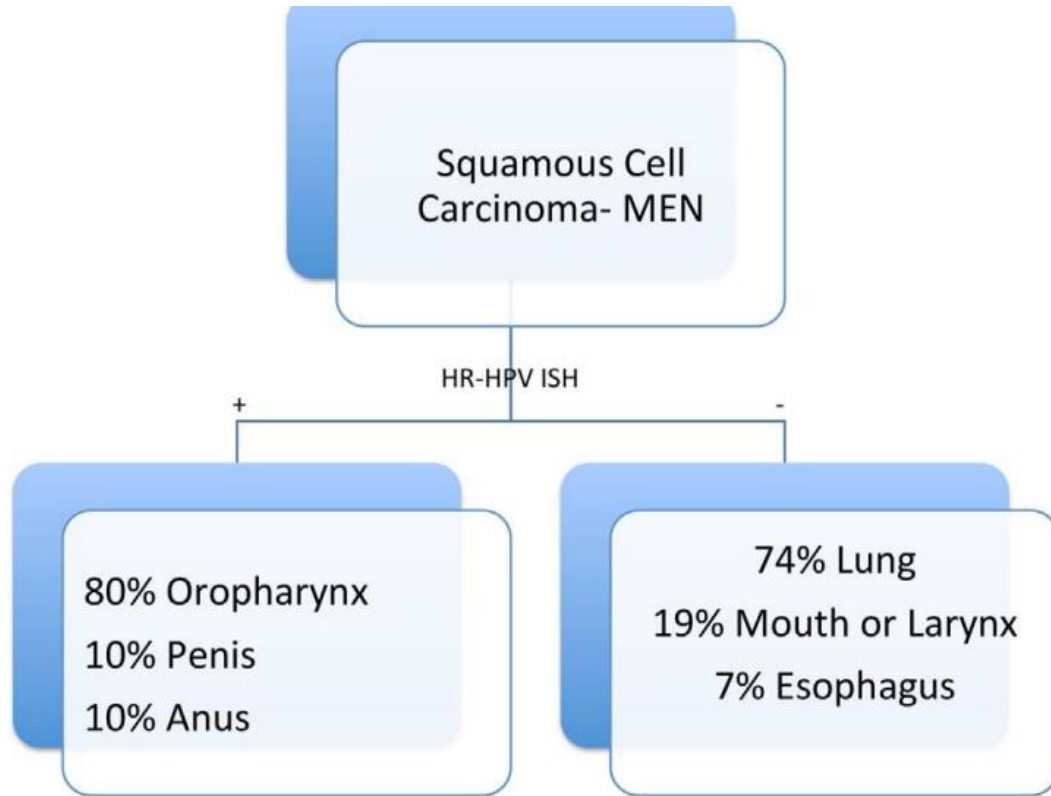 Squamous Cell
Carcinoma- MEN
HR-HPV ISH
+
-
80% Oropharynx
10% Penis
10% Anus
74% Lung
19% Mouth or Larynx
7% Esophagus